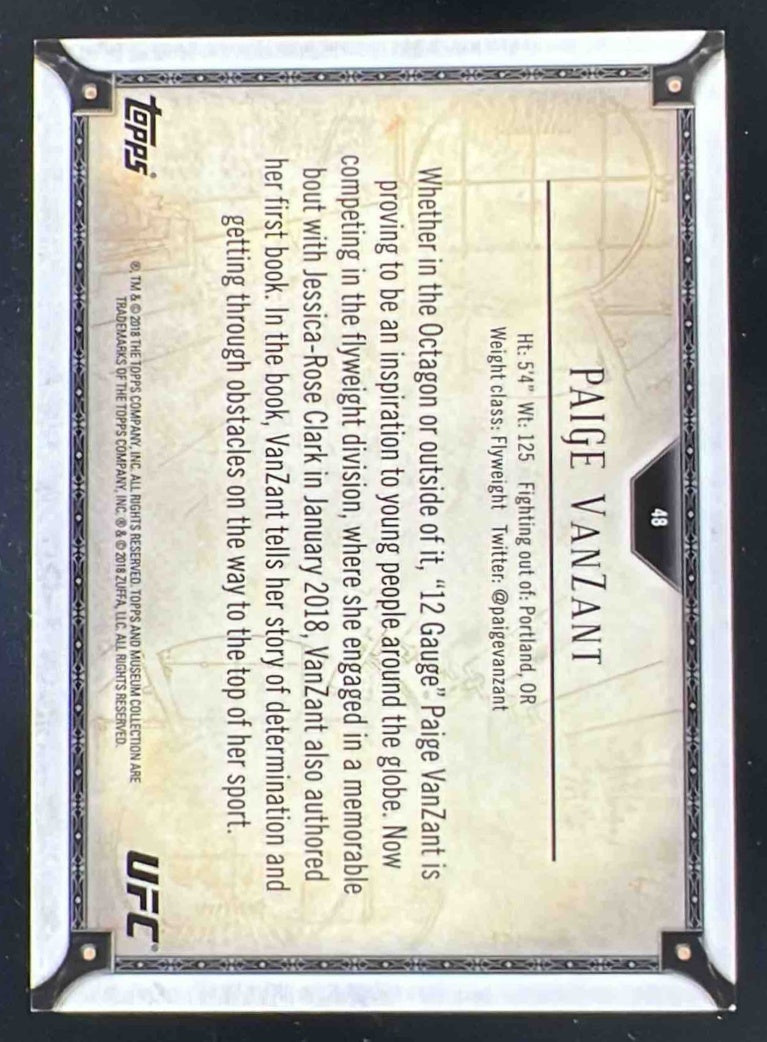 48
PAIGE VANZANT
Ht: 5'4" Wt: 125 Fighting out of: Portland, OR
Weight class: Flyweight Twitter: @paigevanzant
Whether in the Octagon or outside of it, “12 Gauge” Paige VanZant is
proving to be an inspiration to young people around the globe. Now
competing in the flyweight division, where she engaged in a memorable
bout with Jessica-Rose Clark in January 2018, VanZant also authored
her first book. In the book, VanZant tells her story of determination and
getting through obstacles on the way to the top of her sport.
topps®
®, TM & © 2018 THE TOPPS COMPANY, INC. ALL RIGHTS RESERVED. TOPPS AND MUSEUM COLLECTION ARE
TRADEMARKS OF THE TOPPS COMPANY, INC. ® & © 2018 ZUFFA, LLC. ALL RIGHTS RESERVED.
UFC®